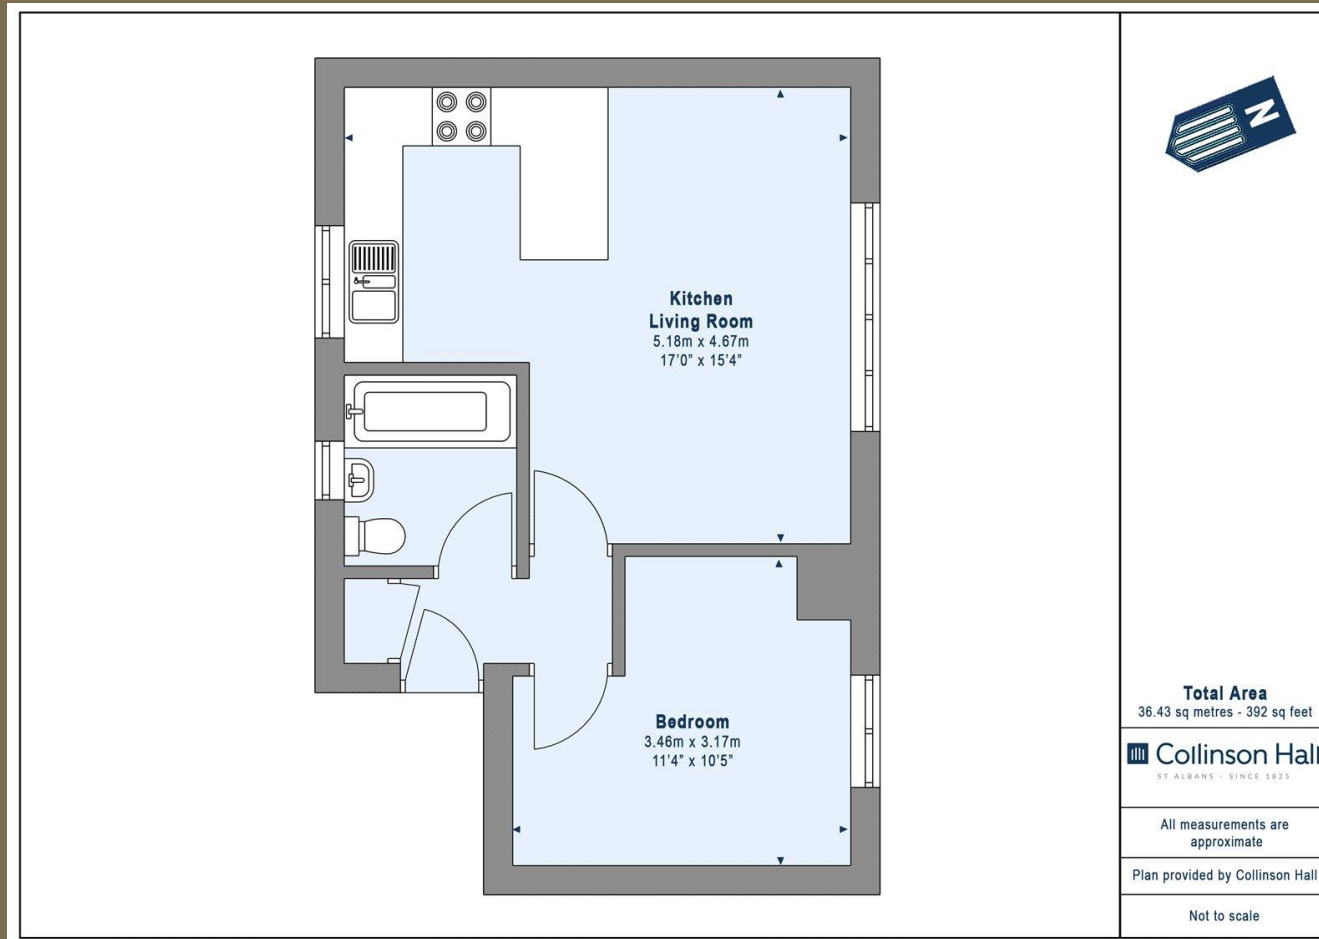 N
Kitchen
Living Room
5.18m x 4.67m
17'0" x 15'4"
Bedroom
3.46m x 3.17m
11'4" x 10'5"
Total Area
36.43 sq metres - 392 sq feet
Collinson Hall
ST ALBANS - SINCE 1825
All measurements are
approximate
Plan provided by Collinson Hall
Not to scale